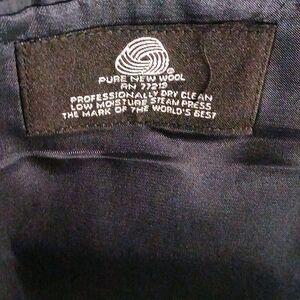 PURE NEW WOOL
RN 77219
PROFESSIONALLY DRY CLEAN
LOW MOISTURE STEAM PRESS
THE MARK OF THE WORLD'S BEST